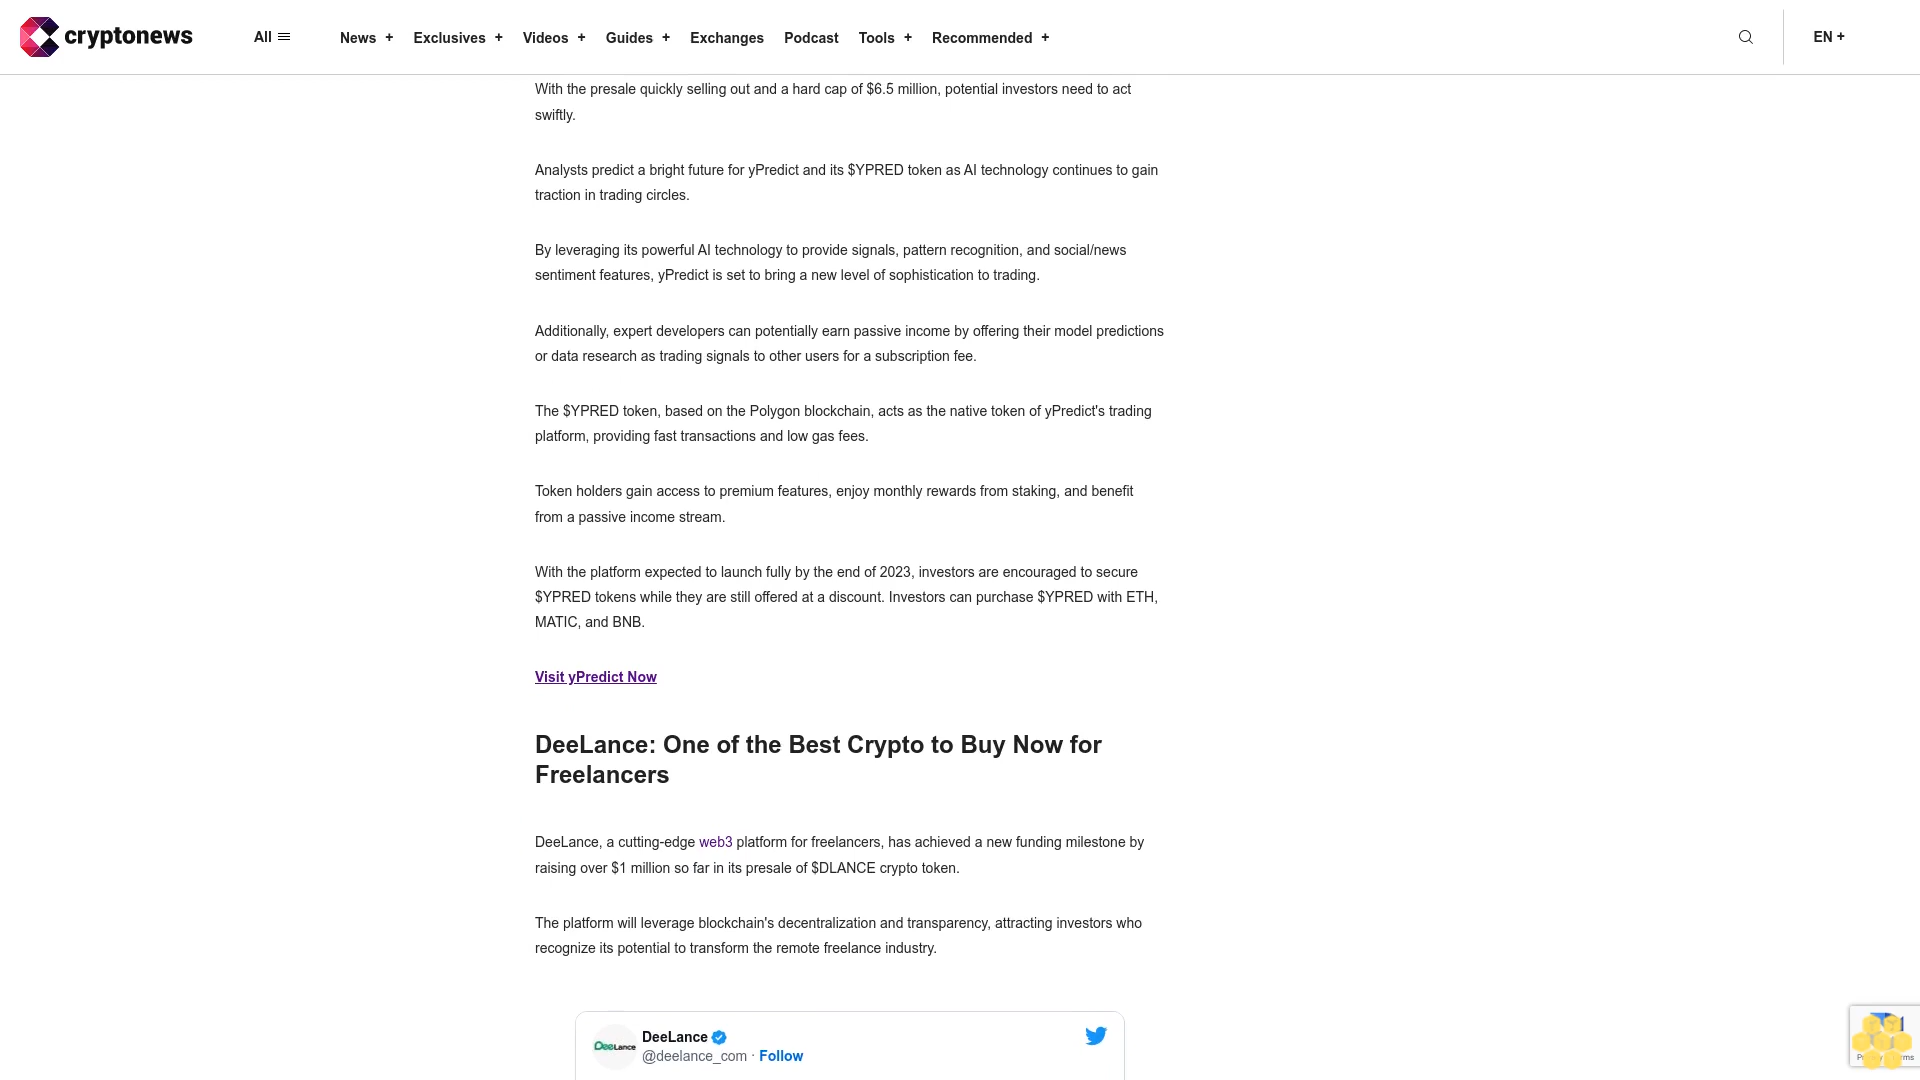 cryptonews
All
News + Exclusives + Videos + Guides + Exchanges Podcast Tools + Recommended +
EN +
With the presale quickly selling out and a hard cap of $6.5 million, potential investors need to act
swiftly.
Analysts predict a bright future for yPredict and its $YPRED token as AI technology continues to gain
traction in trading circles.
By leveraging its powerful AI technology to provide signals, pattern recognition, and social/news
sentiment features, yPredict is set to bring a new level of sophistication to trading.
Additionally, expert developers can potentially earn passive income by offering their model predictions
or data research as trading signals to other users for a subscription fee.
The $YPRED token, based on the Polygon blockchain, acts as the native token of yPredict's trading
platform, providing fast transactions and low gas fees.
Token holders gain access to premium features, enjoy monthly rewards from staking, and benefit
from a passive income stream.
With the platform expected to launch fully by the end of 2023, investors are encouraged to secure
$YPRED tokens while they are still offered at a discount. Investors can purchase $YPRED with ETH,
MATIC, and BNB.
Visit yPredict Now
DeeLance: One of the Best Crypto to Buy Now for
Freelancers
DeeLance, a cutting-edge web3 platform for freelancers, has achieved a new funding milestone by
raising over $1 million so far in its presale of $DLANCE crypto token.
The platform will leverage blockchain's decentralization and transparency, attracting investors who
recognize its potential to transform the remote freelance industry.
DeeLance
DeeLance
@deelance_com · Follow